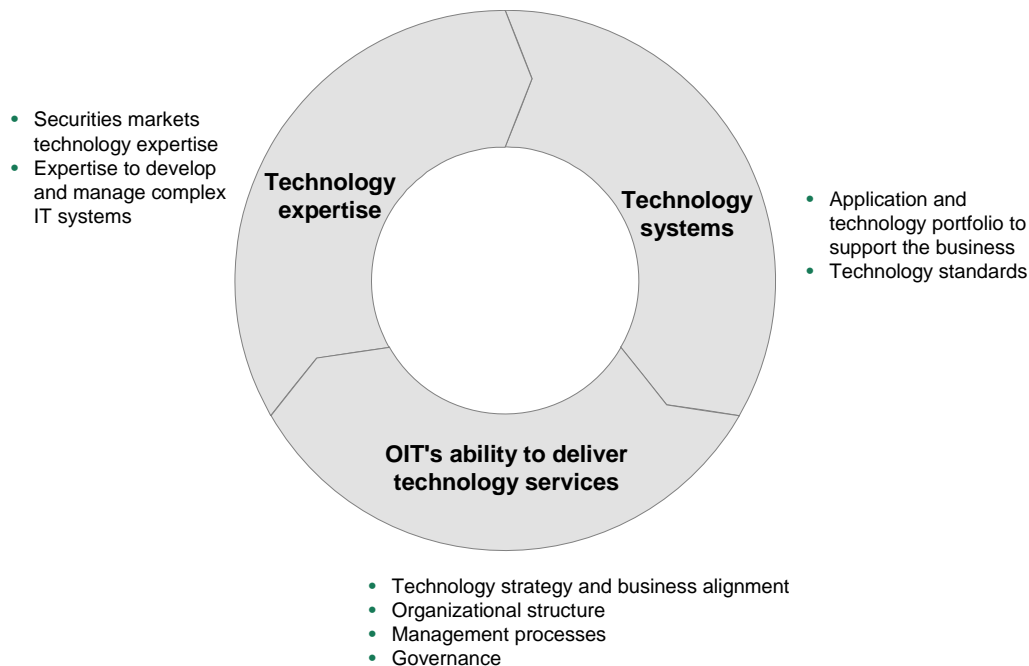 • Securities markets
technology expertise
• Expertise to develop
and manage complex
IT systems
Technology
expertise
Technology
systems
• Application and
technology portfolio to
support the business
• Technology standards
OIT's ability to deliver
technology services
• Technology strategy and business alignment
• Organizational structure
• Management processes
• Governance